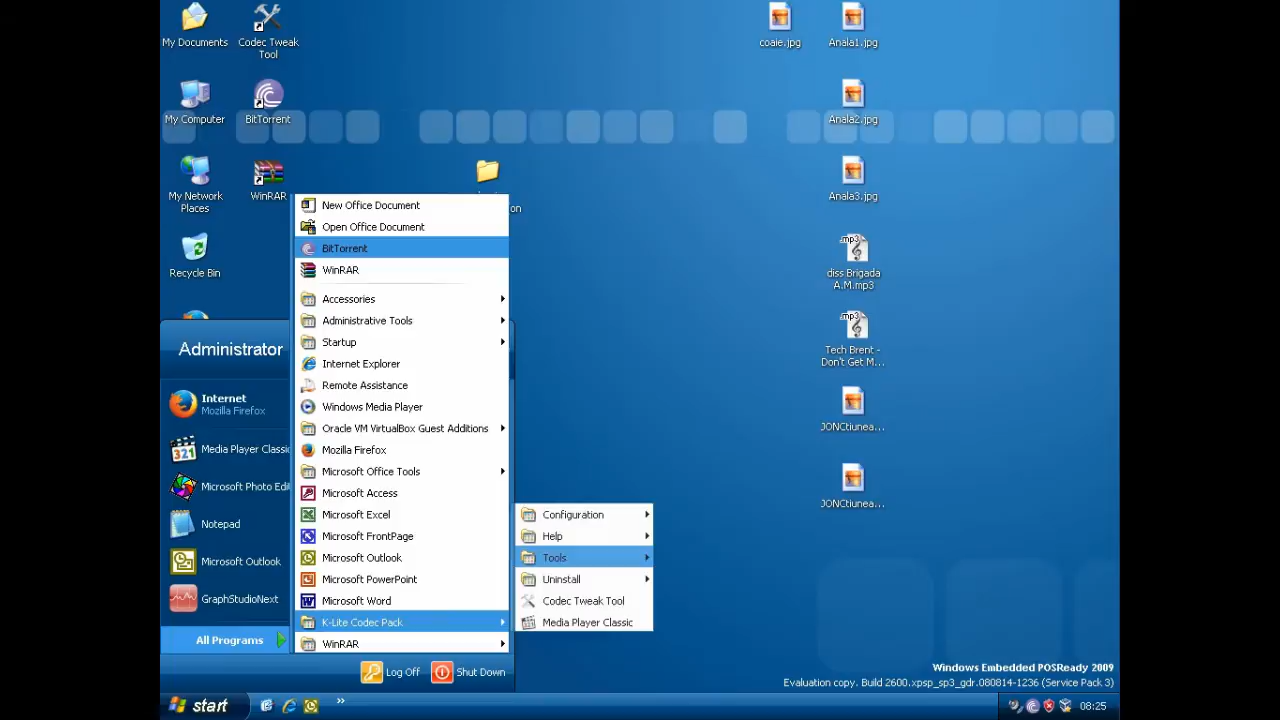 My Documents
Codec Tweak
Tool
coaie.jpg
Anala1.jpg
My Computer
BitTorrent
Anala2.jpg
My Network
Places
WinRAR
Anala3.jpg
on
Recycle Bin
mp3
diss Brigada
A.M.mp3
mp3
Tech Brent -
Don't Get M...
JONCtiunea...
JONCtiunea...
Administrator
Internet
Mozilla Firefox
321
Media Player Classic
Microsoft Photo Edi
Notepad
Microsoft Outlook
GraphStudioNext
All Programs
New Office Document
Open Office Document
BitTorrent
WinRAR
Accessories
Administrative Tools
Startup
Internet Explorer
Remote Assistance
Windows Media Player
Oracle VM VirtualBox Guest Additions
Mozilla Firefox
Microsoft Office Tools
Microsoft Access
Microsoft Excel
Microsoft FrontPage
Microsoft Outlook
Microsoft PowerPoint
Microsoft Word
K-Lite Codec Pack
WinRAR
Configuration
Help
Tools
Uninstall
Codec Tweak Tool
Media Player Classic
Log Off
Shut Down
Windows Embedded POSReady 2009
Evaluation copy. Build 2600.xpsp_sp3_gdr.080814-1236 (Service Pack 3)
start
08:25